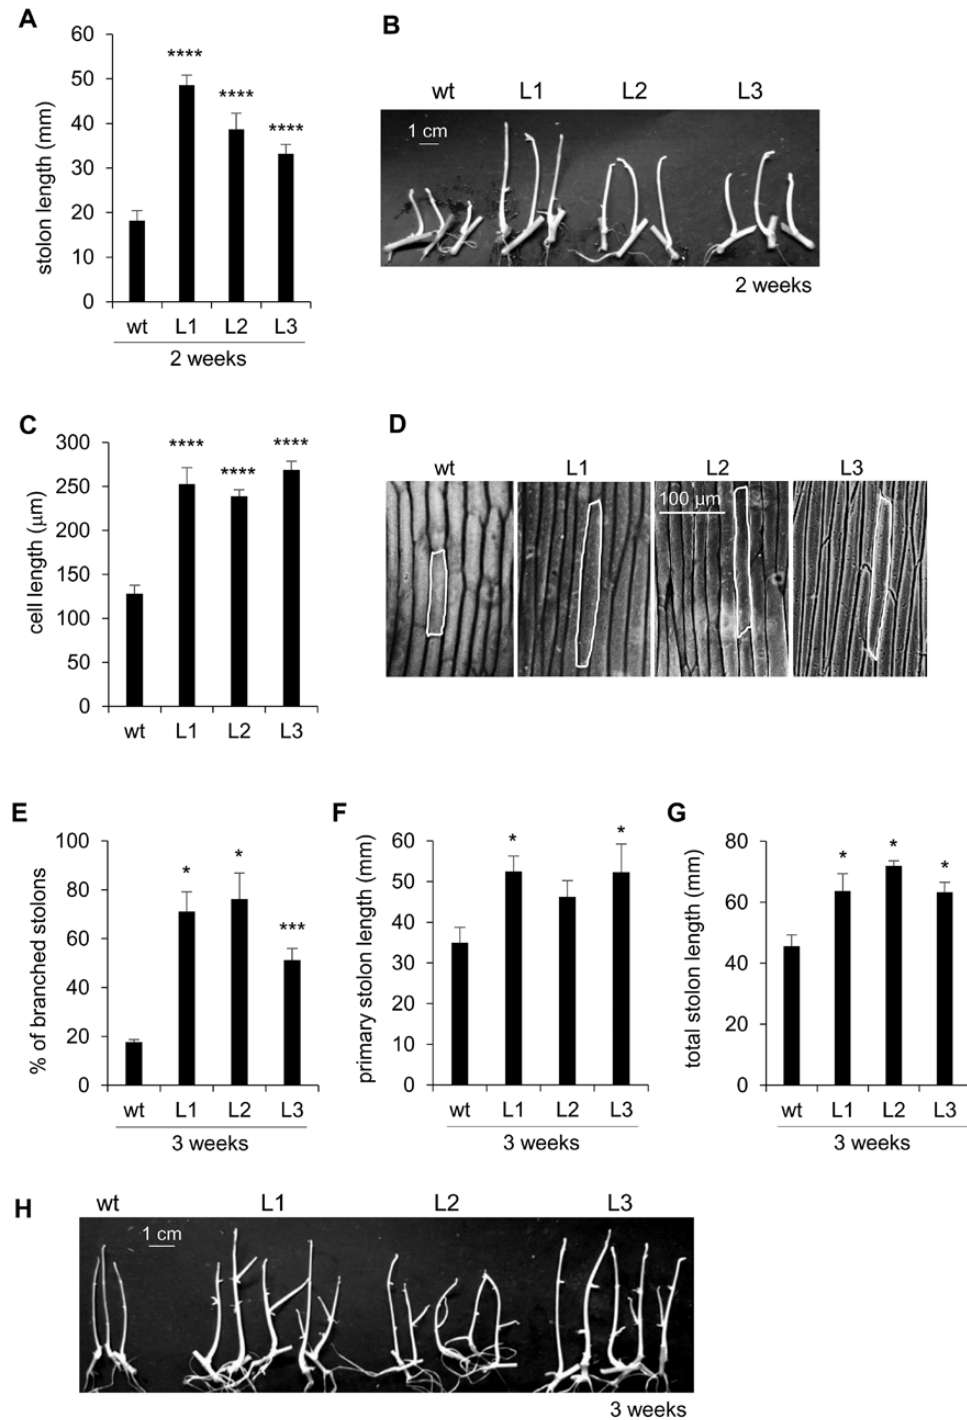 A
stolon length (mm)
60
50
40
30
20
10
0
****
****
****
wt L1 L2 L3
2 weeks
B
wt L1 L2 L3
1 cm
2 weeks
C
cell length (μm)
300
250
200
150
100
50
0
****
****
****
wt L1 L2 L3
D
wt L1 L2 L3
100 μm
E
% of branched stolons
100
80
60
40
20
0
*
*
***
wt L1 L2 L3
3 weeks
F
primary stolon length (mm)
60
50
40
30
20
10
0
*
*
wt L1 L2 L3
3 weeks
G
total stolon length (mm)
80
60
40
20
0
*
*
*
wt L1 L2 L3
3 weeks
H
wt L1 L2 L3
1 cm
3 weeks